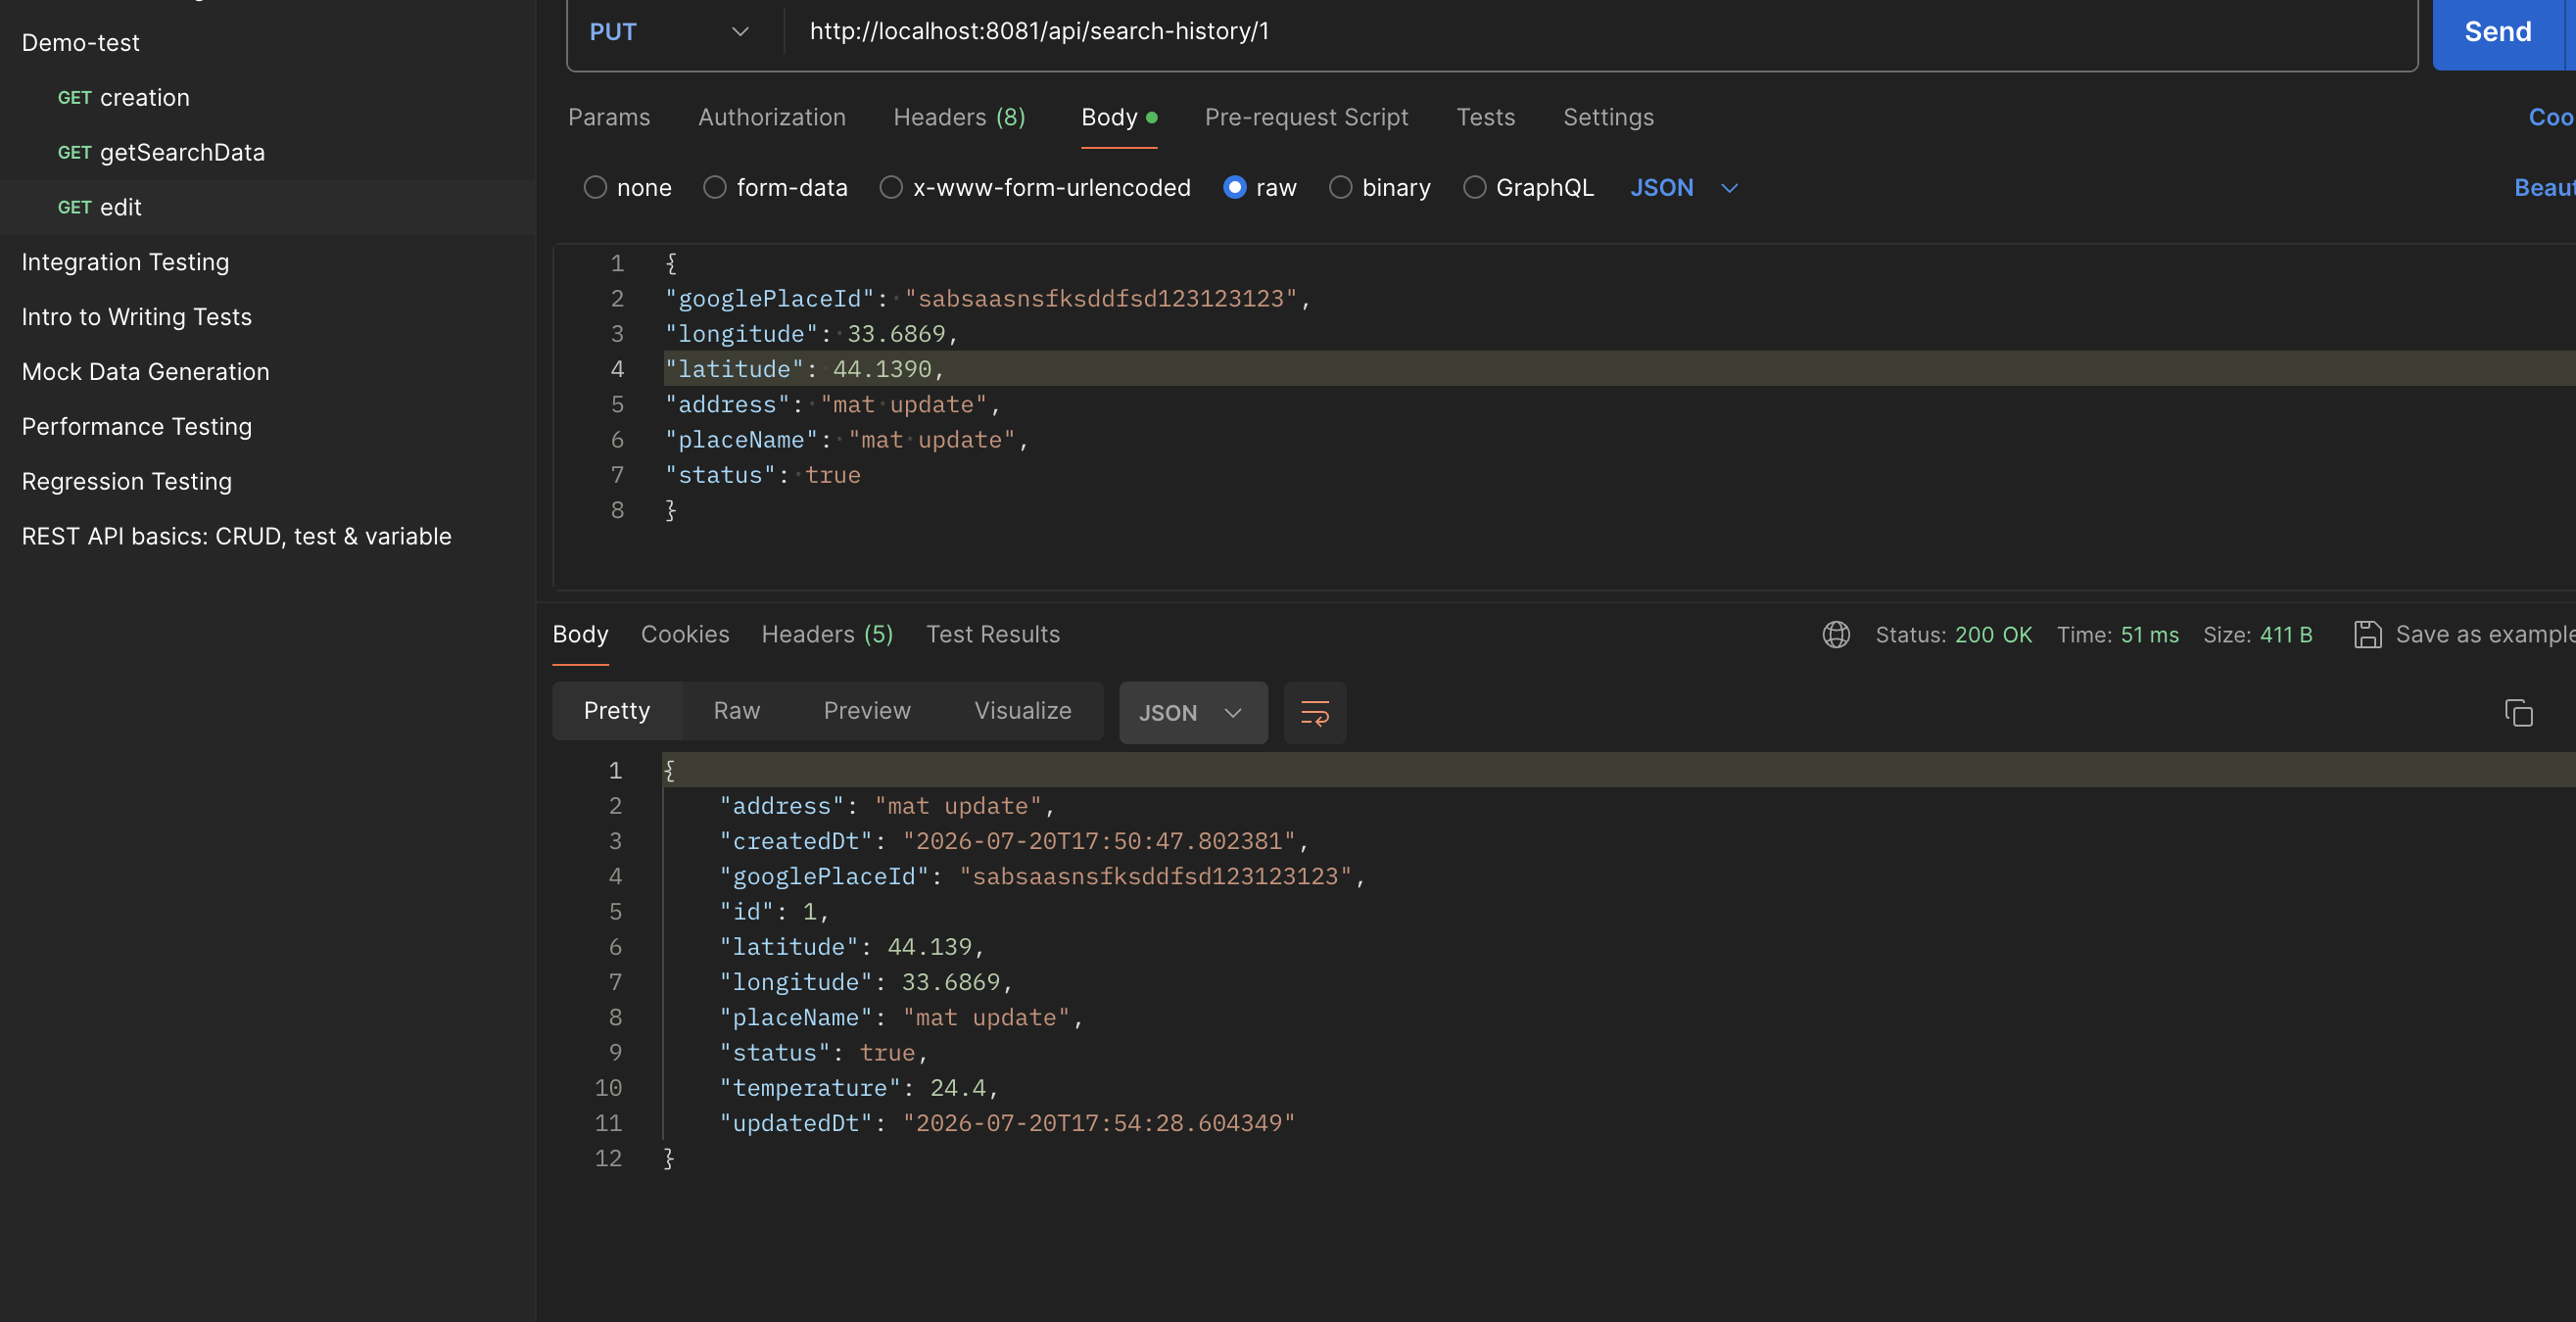 Demo-test
GET creation
GET getSearchData
GET edit
Integration Testing
Intro to Writing Tests
Mock Data Generation
Performance Testing
Regression Testing
REST API basics: CRUD, test & variable
PUT http://localhost:8081/api/search-history/1 Send
Params Authorization Headers (8) Body Pre-request Script Tests Settings Coo
none form-data x-www-form-urlencoded raw binary GraphQL JSON Beaut
1 {
2 "googlePlaceId": "sabsaasnsfksddfsd123123123",
3 "longitude": 33.6869,
4 "latitude": 44.1390,
5 "address": "mat update",
6 "placeName": "mat update",
7 "status": true
8 }
Body Cookies Headers (5) Test Results Status: 200 OK Time: 51 ms Size: 411 B Save as example
Pretty Raw Preview Visualize JSON
1 {
2 "address": "mat update",
3 "createdDt": "2026-07-20T17:50:47.802381",
4 "googlePlaceId": "sabsaasnsfksddfsd123123123",
5 "id": 1,
6 "latitude": 44.139,
7 "longitude": 33.6869,
8 "placeName": "mat update",
9 "status": true,
10 "temperature": 24.4,
11 "updatedDt": "2026-07-20T17:54:28.604349"
12 }